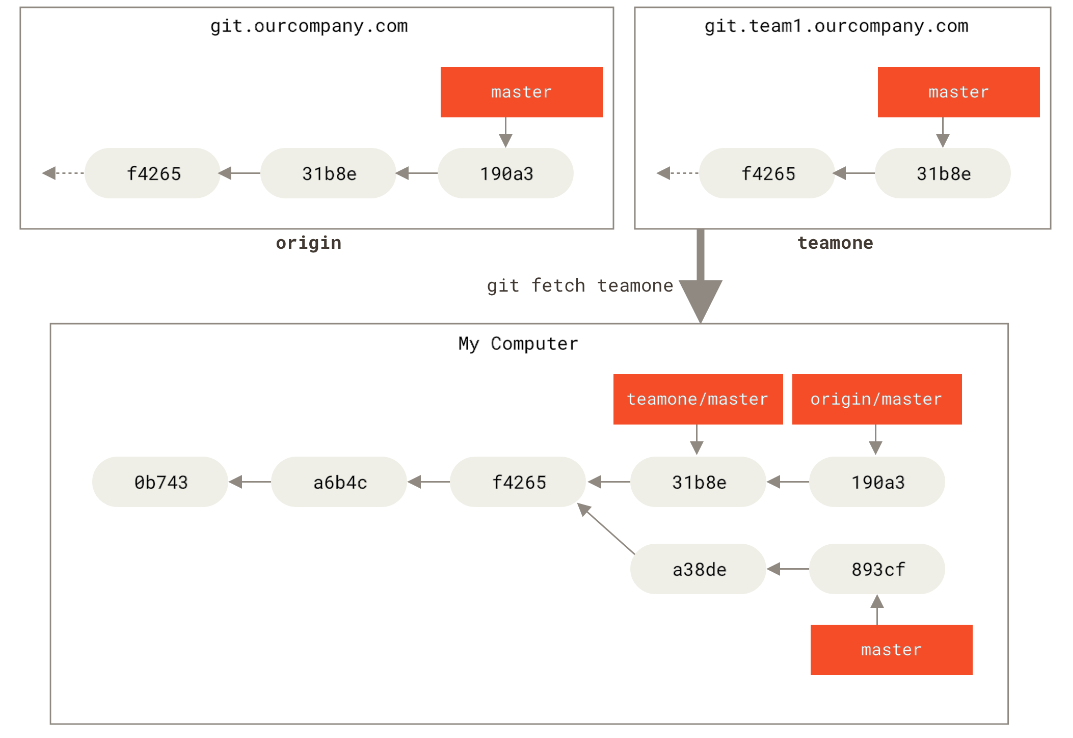 git.ourcompany.com
master
f4265
31b8e
190a3
origin
git.team1.ourcompany.com
master
f4265
31b8e
teamone
git fetch teamone
My Computer
teamone/master
origin/master
0b743
a6b4c
f4265
31b8e
190a3
a38de
893cf
master